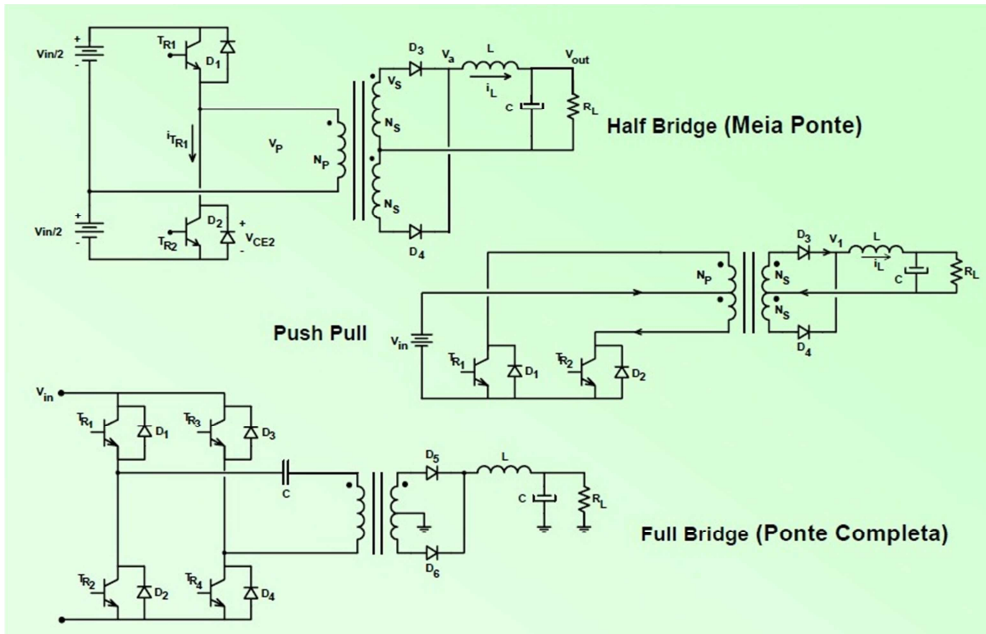 Vin/2
+
-
TR1
D1
iTR1
VP
NP
VS
NS
NS
D3
Va
L
iL
Vout
C
RL
D4
Half Bridge (Meia Ponte)
Vin/2
+
-
TR2
D2
+
VCE2
-
Push Pull
Vin
TR1
D1
TR2
D2
NP
NS
NS
D3
V1
L
iL
C
RL
D4
Vin
TR1
D1
TR3
D3
C
TR2
D2
TR4
D4
D5
L
C
RL
D6
Full Bridge (Ponte Completa)